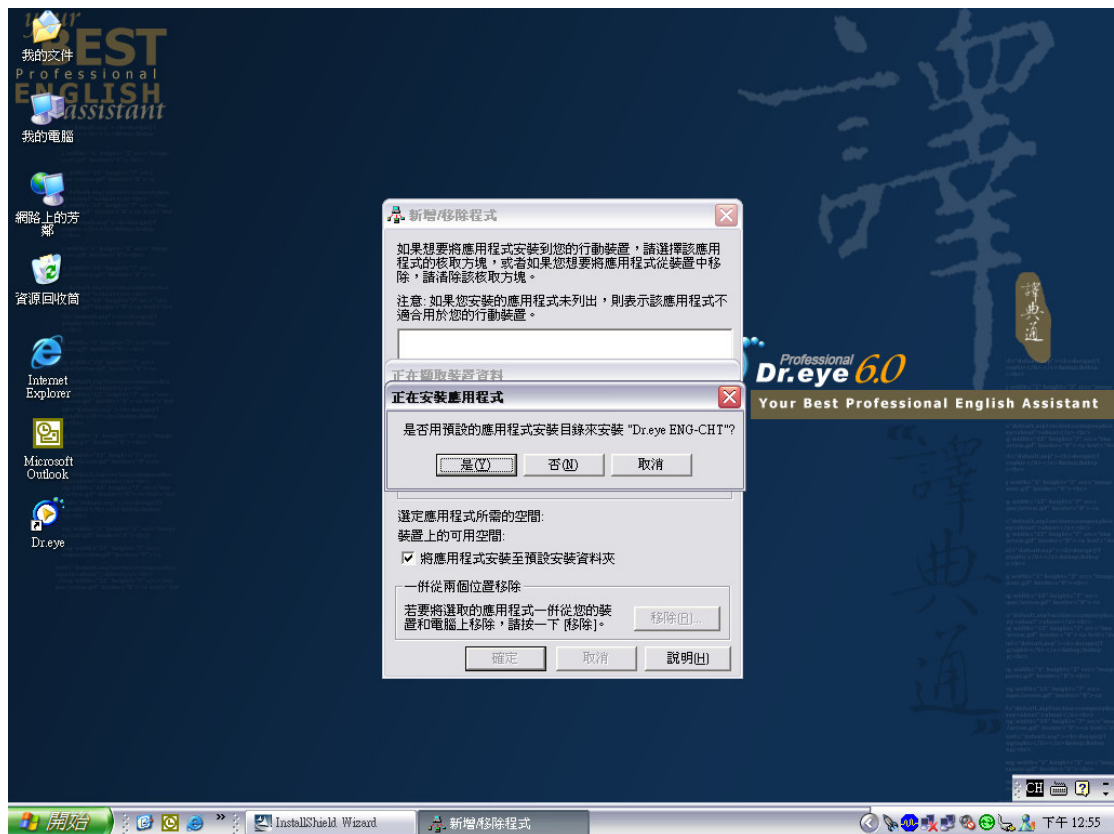 your
BEST
Professional
ENGLISH
assistant
我的文件
我的電腦
網路上的芳
鄰
資源回收筒
Internet
Explorer
Microsoft
Outlook
Dr.eye
新增/移除程式
如果想要將應用程式安裝到您的行動裝置，請選擇該應用
程式的核取方塊，或者如果您想要將應用程式從裝置中移
除，請清除該核取方塊。
注意: 如果您安裝的應用程式未列出，則表示該應用程式不
適合用於您的行動裝置。
正在擷取裝置資料
正在安裝應用程式
是否用預設的應用程式安裝目錄來安裝 "Dr.eye ENG-CHT"?
是(Y)
否(N)
取消
選定應用程式所需的空間:
裝置上的可用空間:
將應用程式安裝至預設安裝資料夾
一併從兩個位置移除
若要將選取的應用程式一併從您的裝
置和電腦上移除，請按一下 [移除]。
移除(R)...
確定
取消
說明(H)
譯
譯典通
Professional
Dr.eye 6.0
Your Best Professional English Assistant
譯典通
CH
開始
InstallShield Wizard
新增/移除程式
下午 12:55